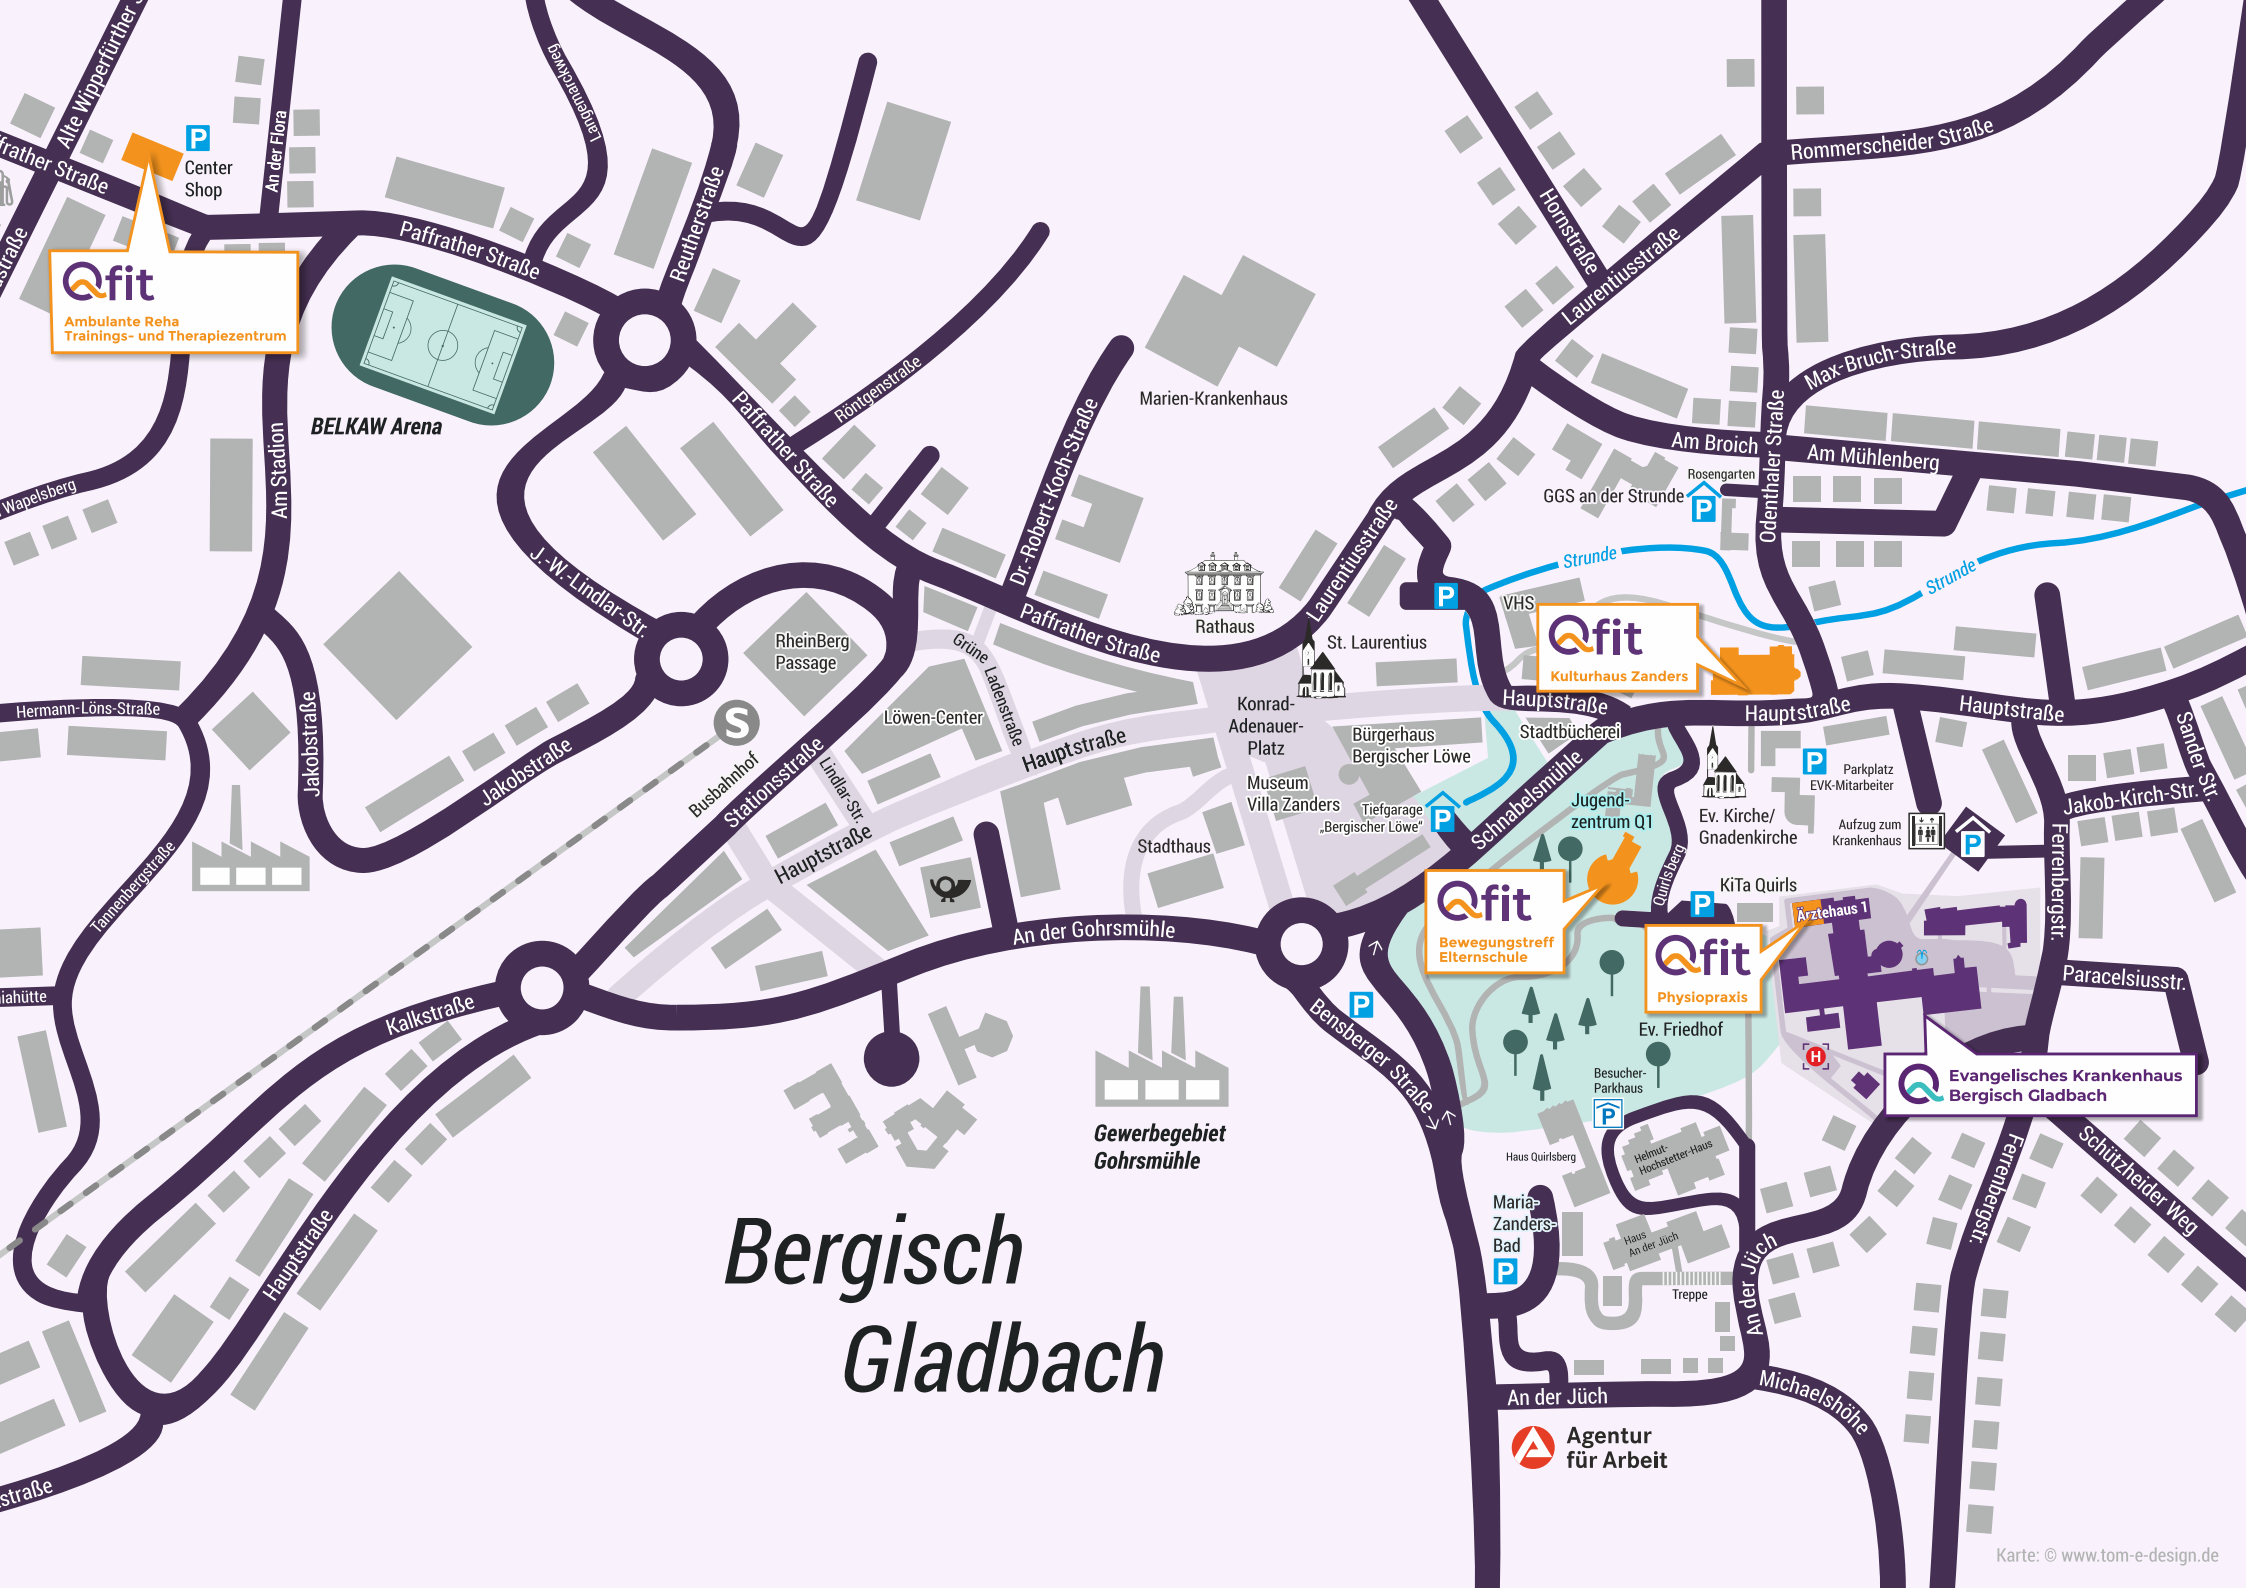 Alte Wipperfürther
Paffrather Straße
P
Center
Shop
An der Flora
Langemarckweg
Reutherstraße
Paffrather Straße
Qfit
Ambulante Reha
Trainings- und Therapiezentrum
BELKAW Arena
Am Stadion
Wapelsberg
Paffrather Straße
Röntgenstraße
Dr.-Robert-Koch-Straße
Marien-Krankenhaus
Hornstraße
Laurentiusstraße
Rommerscheider Straße
Max-Bruch-Straße
Am Broich
Am Mühlenberg
Odenthaler Straße
Rosengarten
GGS an der Strunde
P
Strunde
Strunde
J.-W.-Lindlar-Str.
RheinBerg
Passage
Paffrather Straße
Rathaus
Laurentiusstraße
St. Laurentius
P
VHS
Qfit
Kulturhaus Zanders
Hauptstraße
Hauptstraße
Hauptstraße
Sander Str.
Jakob-Kirch-Str.
Hermann-Löns-Straße
Jakobstraße
Jakobstraße
S
Busbahnhof
Stationsstraße
Löwen-Center
Grüne Ladenstraße
Lindlar-Str.
Hauptstraße
Hauptstraße
Konrad-
Adenauer-
Platz
Bürgerhaus
Bergischer Löwe
Museum
Villa Zanders
Tiefgarage
„Bergischer Löwe“
P
Stadtbücherei
Schnabelsmühle
Stadthaus
Jugend-
zentrum Q1
Ev. Kirche/
Gnadenkirche
P
Parkplatz
EVK-Mitarbeiter
Aufzug zum
Krankenhaus
P
Ferrenbergstr.
Quirlsberg
P
KiTa Quirls
Ärztehaus 1
Qfit
Bewegungstreff
Elternschule
Qfit
Physiopraxis
Paracelsiusstr.
Tannenbergstraße
Kalkstraße
An der Gohrsmühle
Bensberger Straße
P
Ev. Friedhof
H
Evangelisches Krankenhaus
Bergisch Gladbach
Besucher-
Parkhaus
P
Gewerbegebiet
Gohrsmühle
Haus Quirlsberg
Helmut-
Hochstetter-Haus
Ferrenbergstr.
Schützheider Weg
Hauptstraße
Maria-
Zanders-
Bad
P
Haus
An der Jüch
Treppe
An der Jüch
Bergisch
Gladbach
An der Jüch
Michaelshöhe
Agentur
für Arbeit
Karte: © www.tom-e-design.de